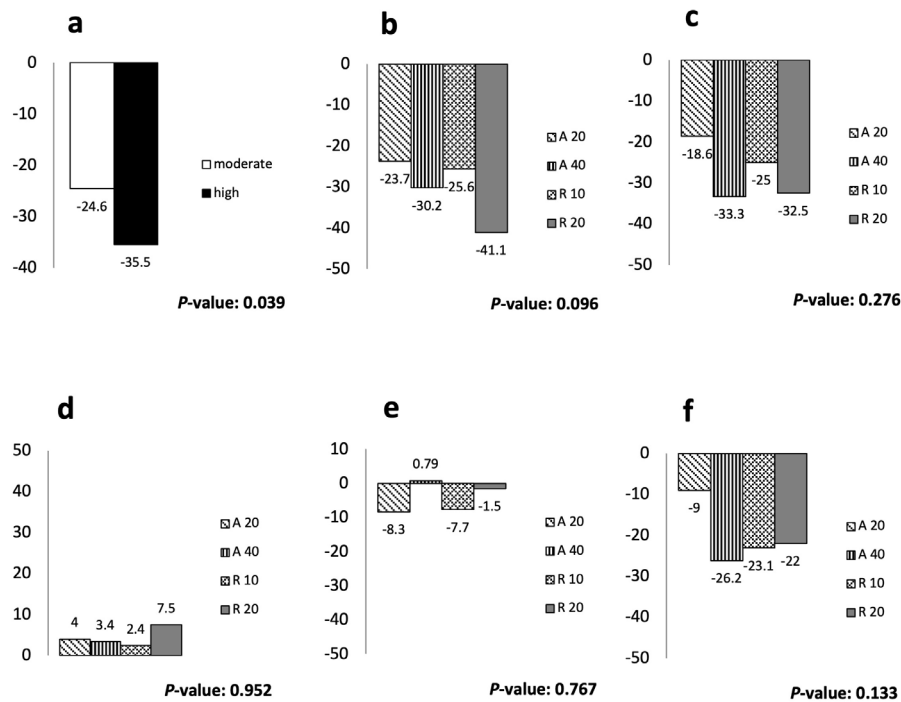 a
0
-10
-20
-30
-40
-24.6
-35.5
moderate
high
P-value: 0.039
b
0
-10
-20
-30
-40
-50
-23.7
-30.2
-25.6
-41.1
A 20
A 40
R 10
R 20
P-value: 0.096
c
0
-10
-20
-30
-40
-50
-18.6
-33.3
-25
-32.5
A 20
A 40
R 10
R 20
P-value: 0.276
d
50
40
30
20
10
0
4
3.4
2.4
7.5
A 20
A 40
R 10
R 20
P-value: 0.952
e
10
0
-10
-20
-30
-40
-50
-8.3
0.79
-7.7
-1.5
A 20
A 40
R 10
R 20
P-value: 0.767
f
0
-10
-20
-30
-40
-50
-9
-26.2
-23.1
-22
A 20
A 40
R 10
R 20
P-value: 0.133